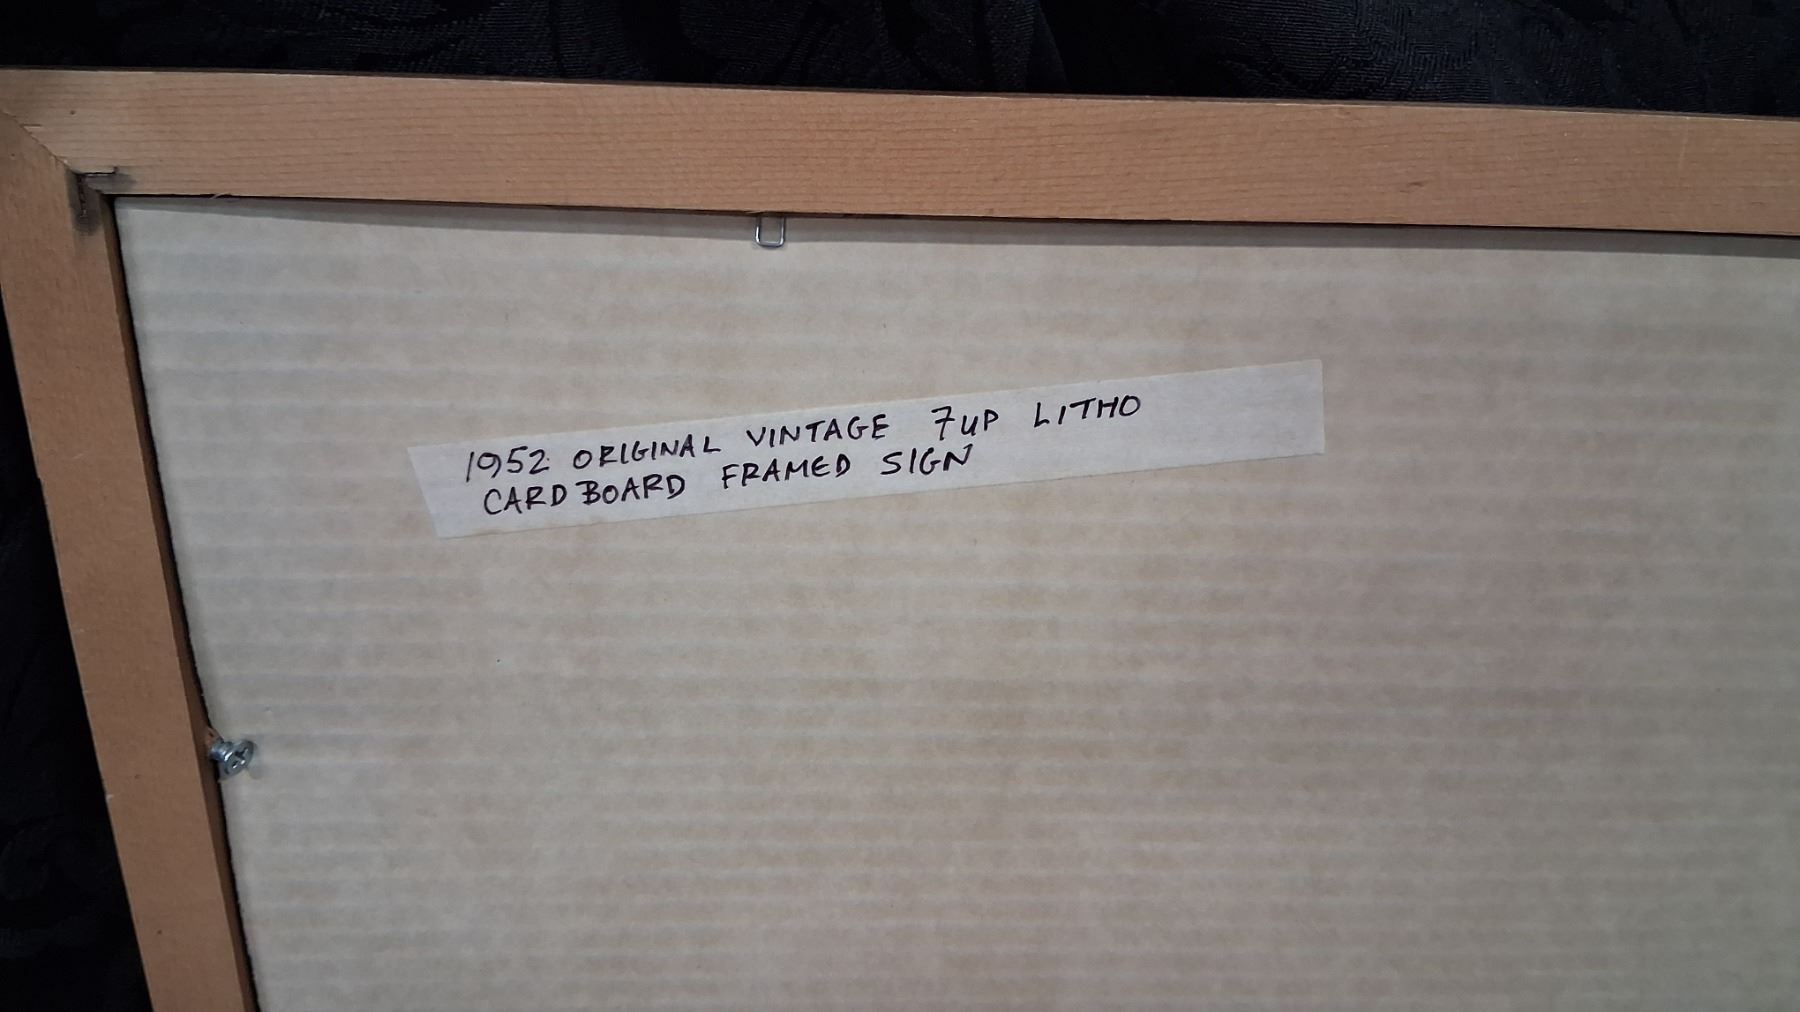 1952 ORIGINAL VINTAGE 7UP LITHO
CARDBOARD FRAMED SIGN